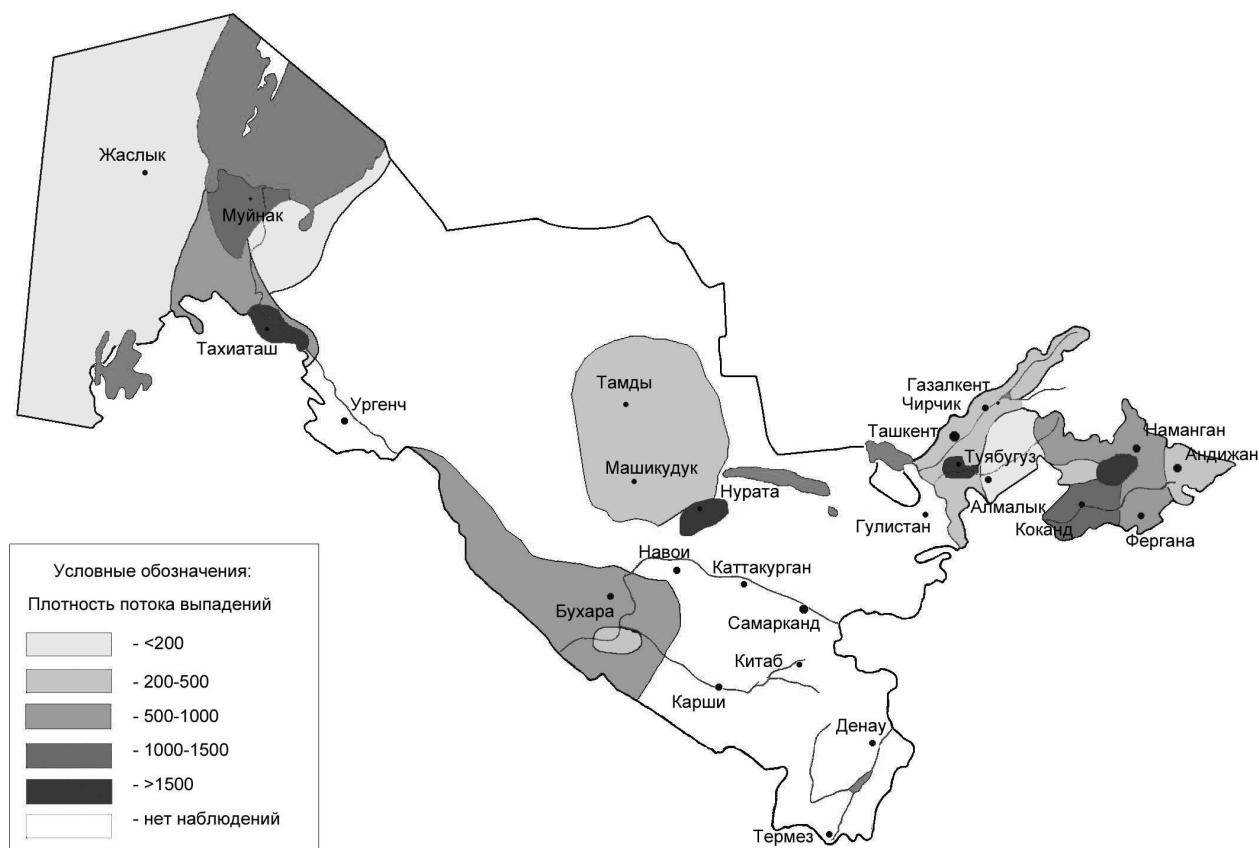 Жаслык
Муйнак
Тахиаташ
Ургенч
Тамды
Машикудук
Нурата
Газалкент
Чирчик
Ташкент
Туябугуз
Наманган
Андижан
Алмалык
Коканд
Фергана
Гулистан
Навои
Каттакурган
Бухара
Самарканд
Китаб
Карши
Денау
Термез
Условные обозначения:
Плотность потока выпадений
- <200
- 200-500
- 500-1000
- 1000-1500
- >1500
- нет наблюдений